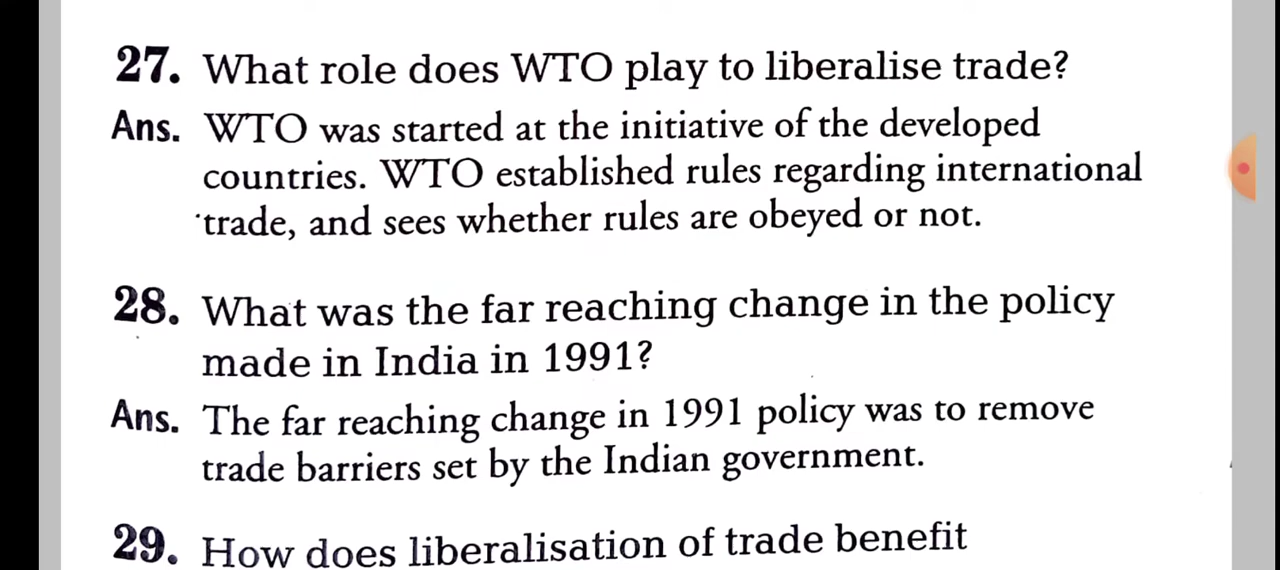 27. What role does WTO play to liberalise trade?
Ans. WTO was started at the initiative of the developed
countries. WTO established rules regarding international
trade, and sees whether rules are obeyed or not.
28. What was the far reaching change in the policy
made in India in 1991?
Ans. The far reaching change in 1991 policy was to remove
trade barriers set by the Indian government.
29. How does liberalisation of trade benefit